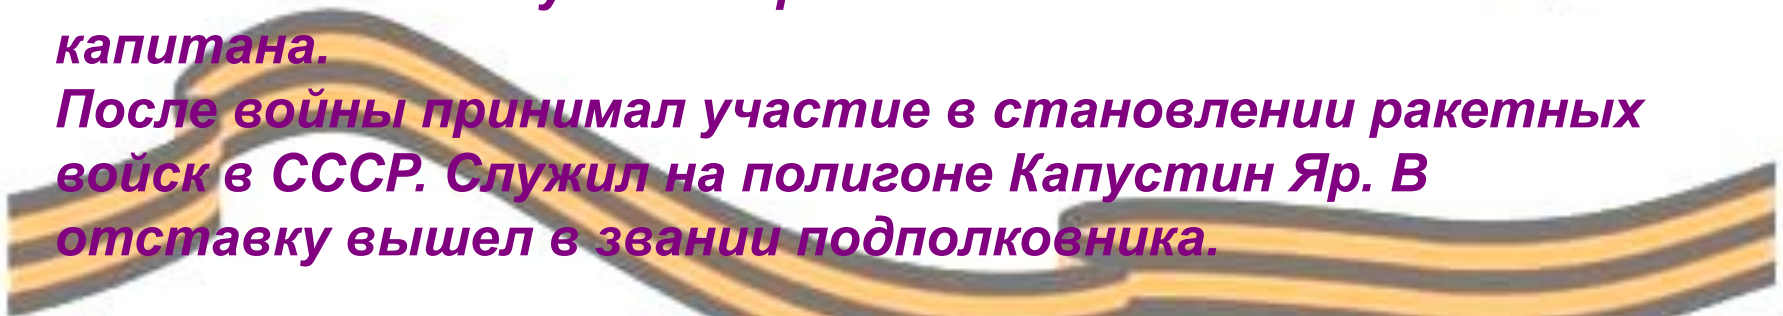 капитана.
После войны принимал участие в становлении ракетных
войск в СССР. Служил на полигоне Капустин Яр. В
отставку вышел в звании подполковника.